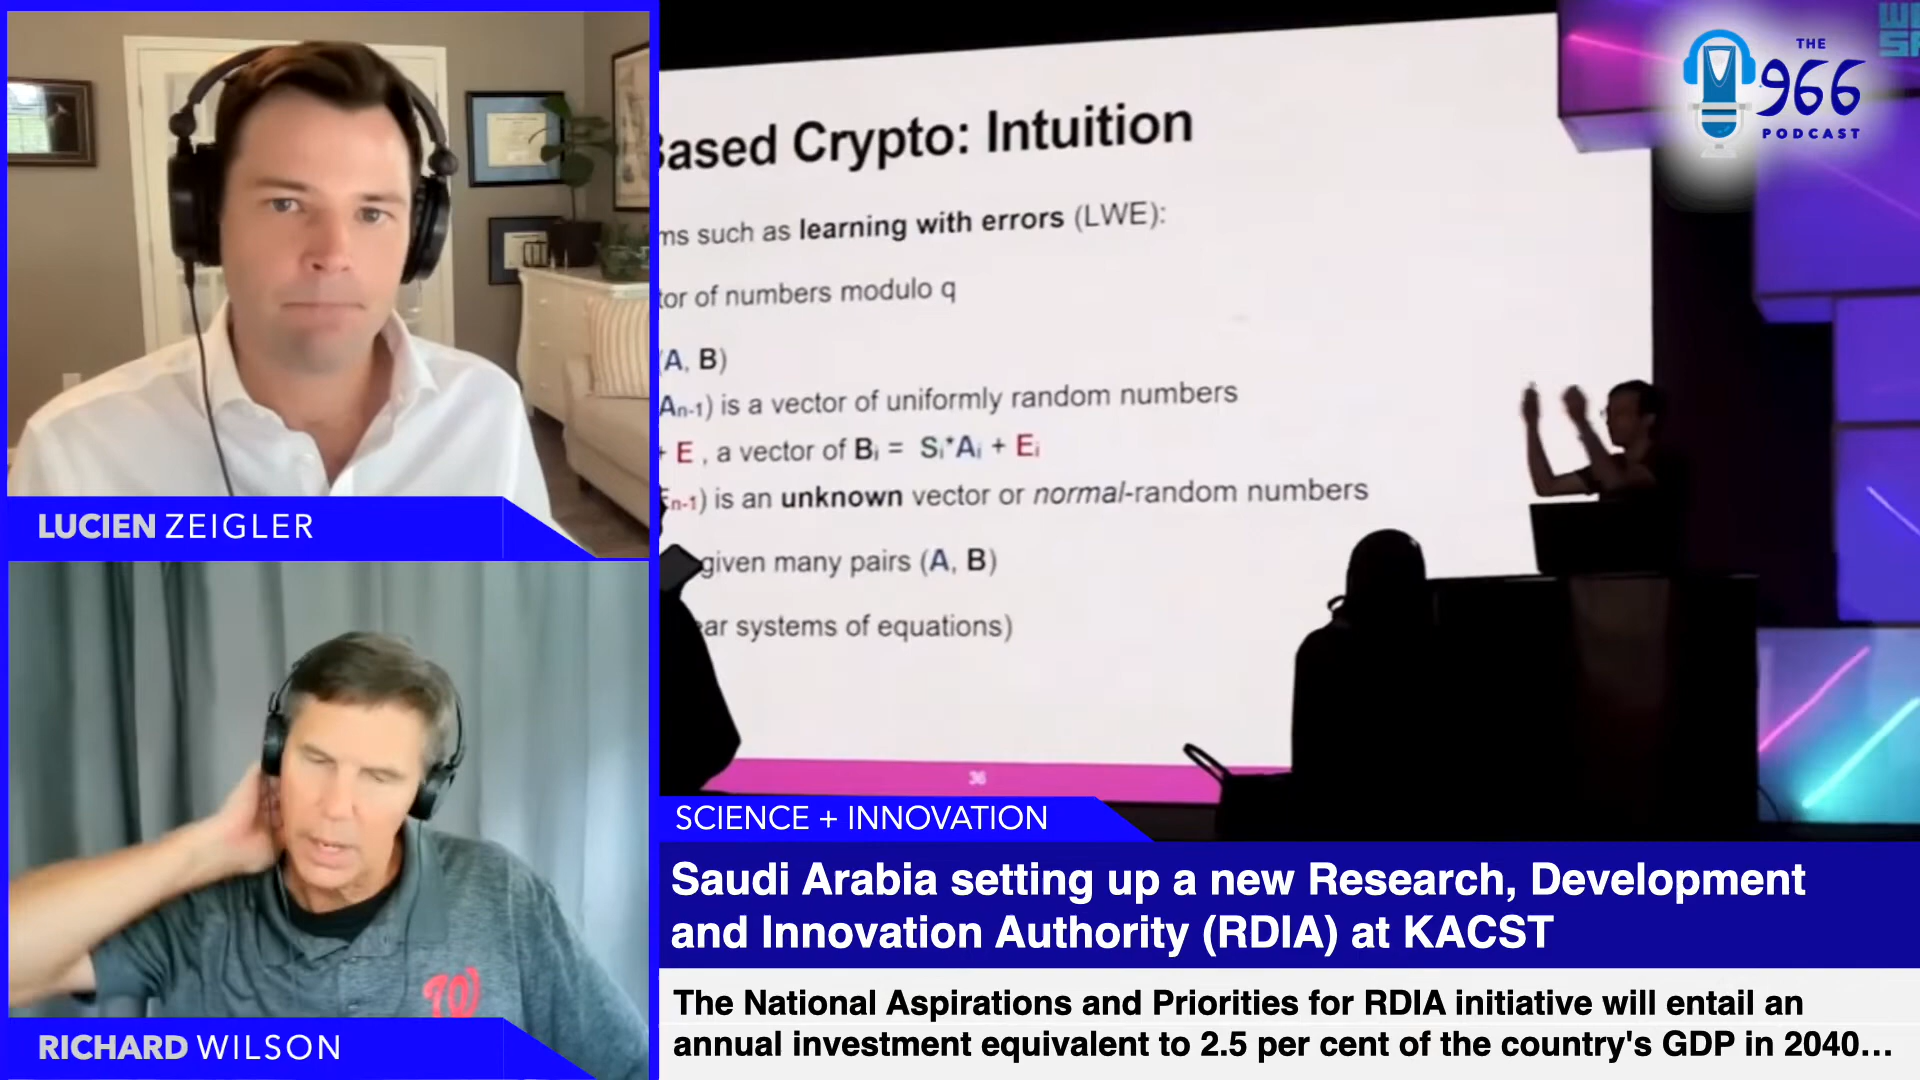 LUCIEN ZEIGLER
RICHARD WILSON
THE
966
PODCAST
Based Crypto: Intuition
such as learning with errors (LWE):
of numbers modulo q
(A, B)
An-1) is a vector of uniformly random numbers
+ E , a vector of Bi = Si*Ai + Ei
n-1) is an unknown vector or normal-random numbers
given many pairs (A, B)
systems of equations)
36
SCIENCE + INNOVATION
Saudi Arabia setting up a new Research, Development
and Innovation Authority (RDIA) at KACST
The National Aspirations and Priorities for RDIA initiative will entail an
annual investment equivalent to 2.5 per cent of the country's GDP in 2040...